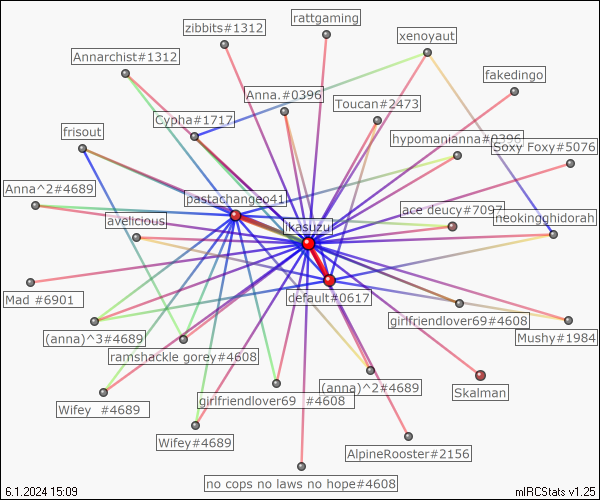 rattgaming
zibbits#1312
xenoyaut
Annarchist#1312
fakedingo
Anna.#0396
Toucan#2473
Cypha#1717
frisout
hypomanianna#0396
Soxy Foxy#5076
Anna^2#4689
pastachangeo41
ace deucy#7097
avelicious
ikasuzu
neokingghidorah
Mad #6901
default#0617
girlfriendlover69#4608
(anna)^3#4689
Mushy#1984
ramshackle gorey#4608
(anna)^2#4689
Skalman
girlfriendlover69 #4608
Wifey #4689
Wifey#4689
AlpineRooster#2156
no cops no laws no hope#4608
6.1.2024 15:09
mIRCStats v1.25